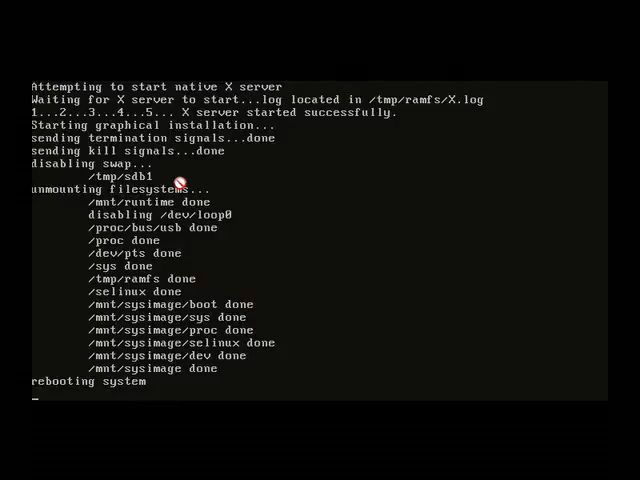 Attempting to start native X server
Waiting for X server to start...log located in /tmp/ramfs/X.log
1...2...3...4...5... X server started successfully.
Starting graphical installation...
sending termination signals...done
sending kill signals...done
disabling swap...
/tmp/sdb1
unmounting filesystems...
/mnt/runtime done
disabling /dev/loop0
/proc/bus/usb done
/proc done
/dev/pts done
/sys done
/tmp/ramfs done
/selinux done
/mnt/sysimage/boot done
/mnt/sysimage/sys done
/mnt/sysimage/proc done
/mnt/sysimage/selinux done
/mnt/sysimage/dev done
/mnt/sysimage done
rebooting system